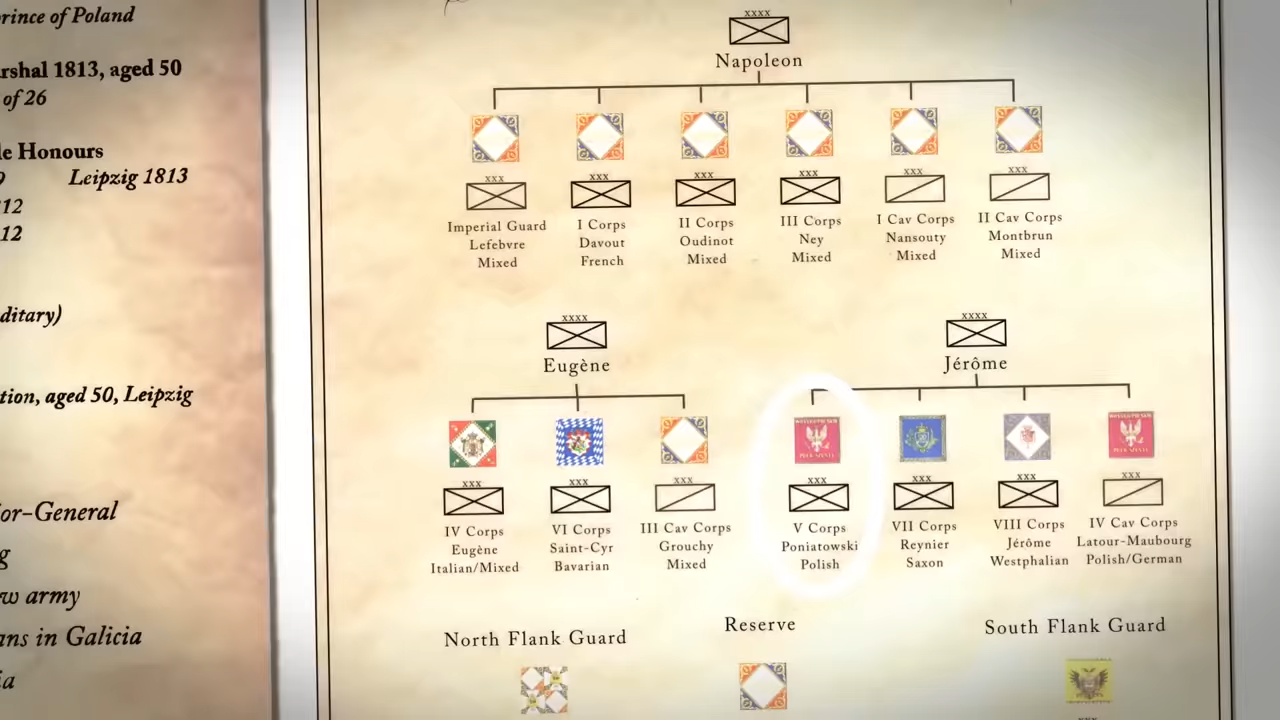 rince of Poland
rshal 1813, aged 50
of 26
le Honours
9 Leipzig 1813
12
12
ditary)
tion, aged 50, Leipzig
or-General
g
w army
ans in Galicia
ia
xxxx
Napoleon
xxx
Imperial Guard
Lefebvre
Mixed
xxx
I Corps
Davout
French
xxx
II Corps
Oudinot
Mixed
xxx
III Corps
Ney
Mixed
xxx
I Cav Corps
Nansouty
Mixed
xxx
II Cav Corps
Montbrun
Mixed
xxxx
Eugène
xxxx
Jérôme
xxx
IV Corps
Eugène
Italian/Mixed
xxx
VI Corps
Saint-Cyr
Bavarian
xxx
III Cav Corps
Grouchy
Mixed
xxx
V Corps
Poniatowski
Polish
xxx
VII Corps
Reynier
Saxon
xxx
VIII Corps
Jérôme
Westphalian
xxx
IV Cav Corps
Latour-Maubourg
Polish/German
North Flank Guard
Reserve
South Flank Guard
xxx